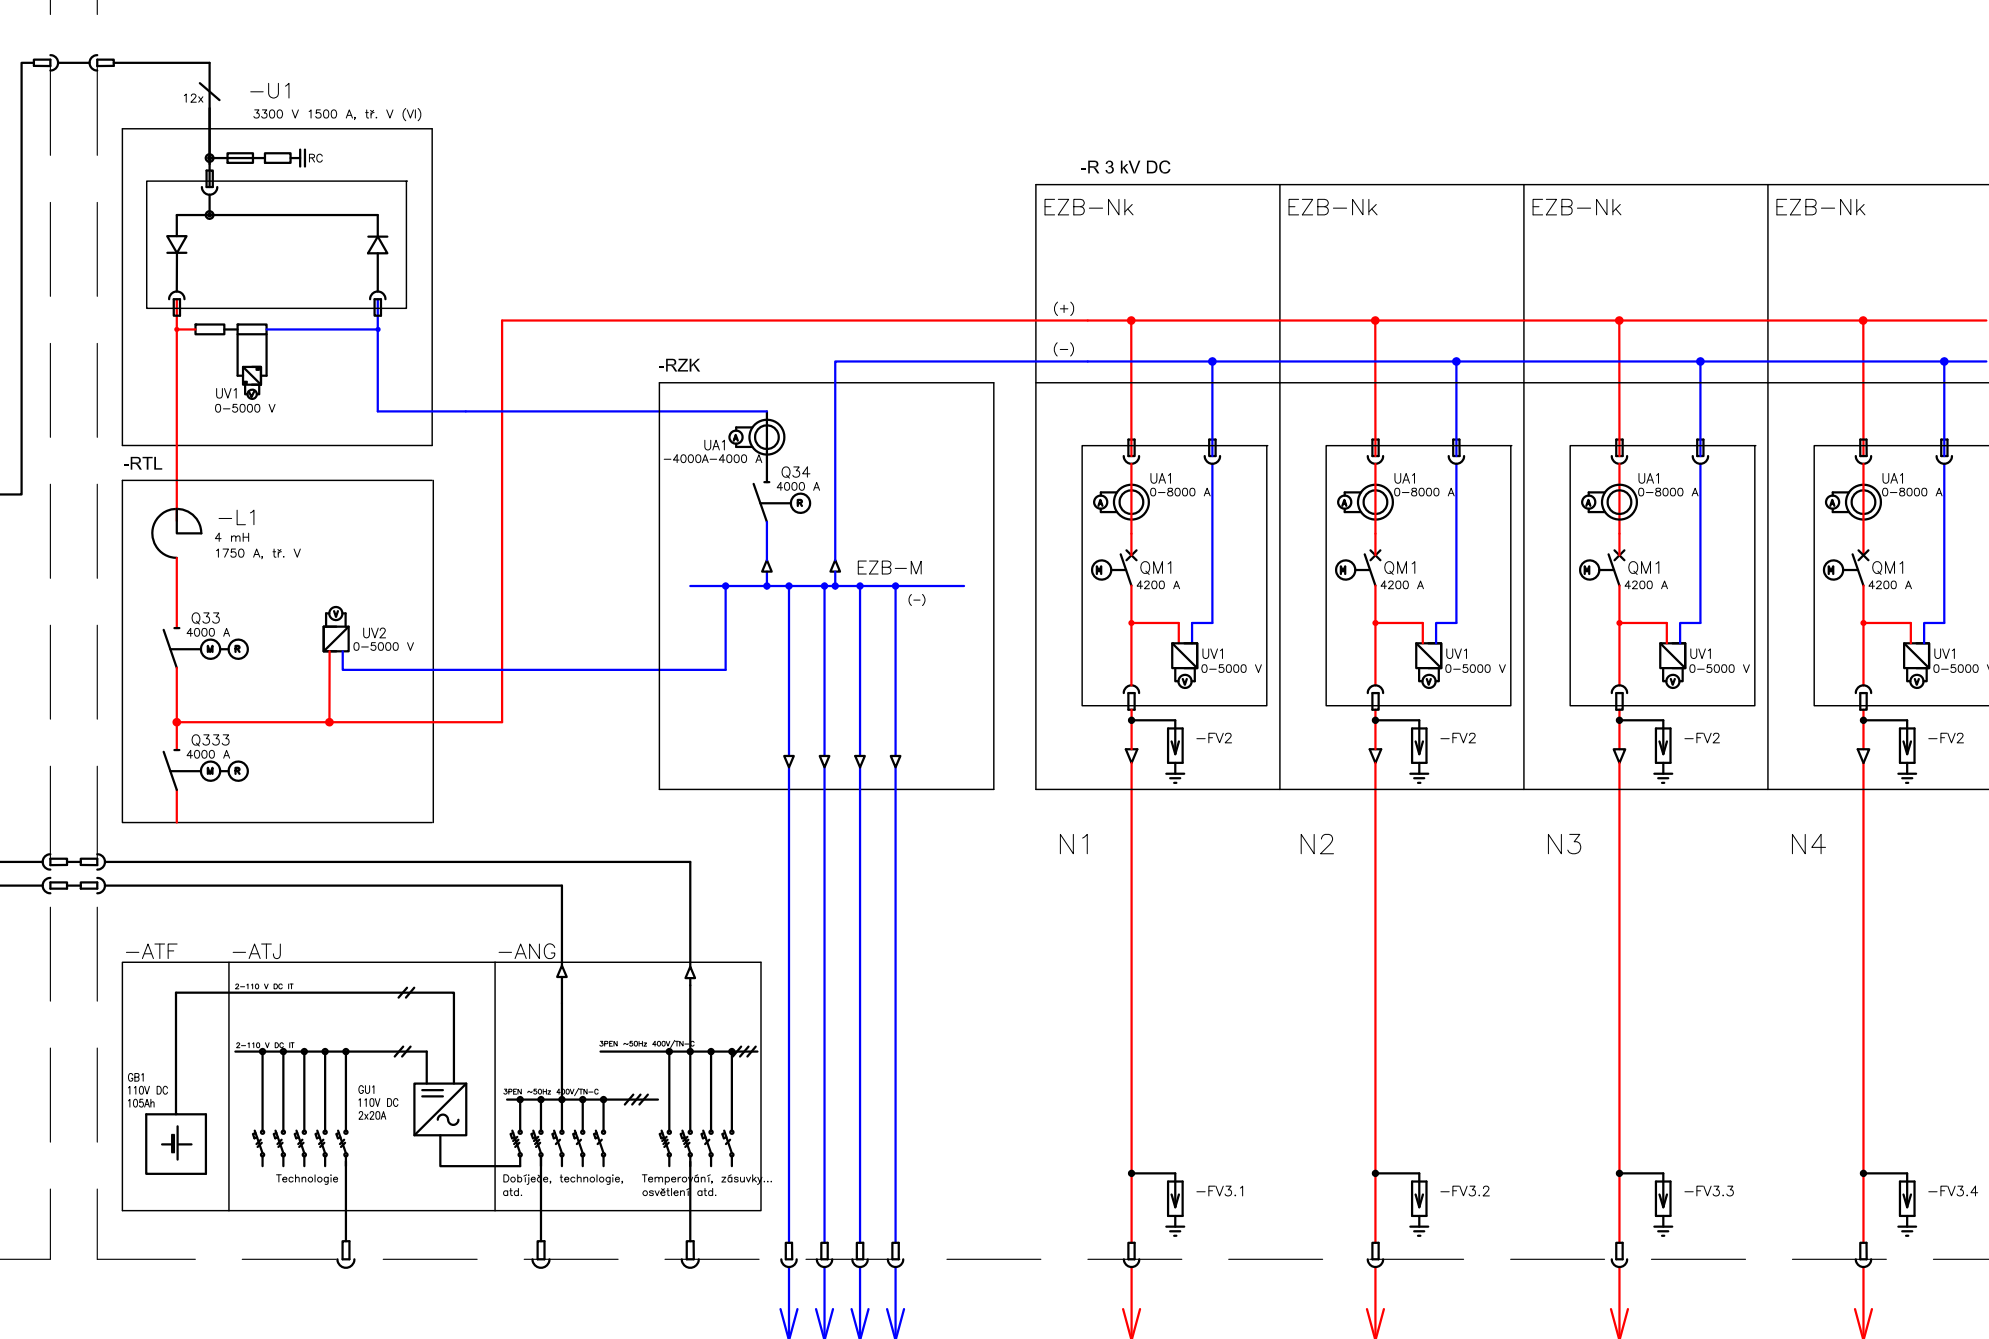 12x
-U1
3300 V 1500 A, tř. V (VI)
RC
UV1
0-5000 V
V
-RTL
-L1
4 mH
1750 A, tř. V
Q33
4000 A
M
R
V
UV2
0-5000 V
Q333
4000 A
M
R
-RZK
A
UA1
-4000A-4000 A
Q34
4000 A
R
EZB-M
(-)
-R 3 kV DC
EZB-Nk
EZB-Nk
EZB-Nk
EZB-Nk
(+)
(-)
UA1
0-8000 A
A
M
QM1
4200 A
UV1
0-5000 V
V
-FV2
UA1
0-8000 A
A
M
QM1
4200 A
UV1
0-5000 V
V
-FV2
UA1
0-8000 A
A
M
QM1
4200 A
UV1
0-5000 V
V
-FV2
UA1
0-8000 A
A
M
QM1
4200 A
UV1
0-5000 V
V
-FV2
N1
N2
N3
N4
-FV3.1
-FV3.2
-FV3.3
-FV3.4
-ATF
-ATJ
-ANG
2-110 V DC IT
2-110 V DC IT
GB1
110V DC
105Ah
GU1
110V DC
2x20A
Technologie
3PEN ~50Hz 400V/TN-C
3PEN ~50Hz 400V/TN-C
Dobíječe, technologie,
atd.
Temperování, zásuvky...
osvětlení atd.